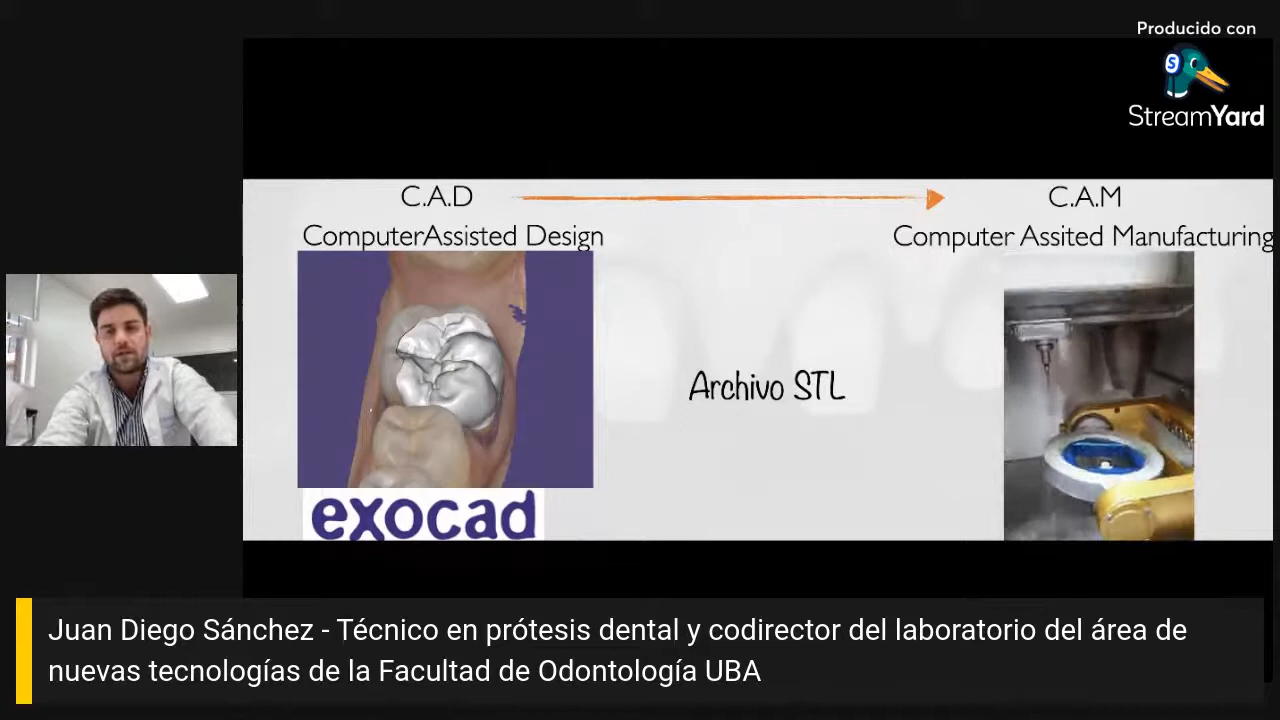 Producido con
StreamYard
C.A.D
C.A.M
ComputerAssisted Design
Computer Assited Manufacturing
Archivo STL
exocad
Juan Diego Sánchez - Técnico en prótesis dental y codirector del laboratorio del área de
nuevas tecnologías de la Facultad de Odontología UBA